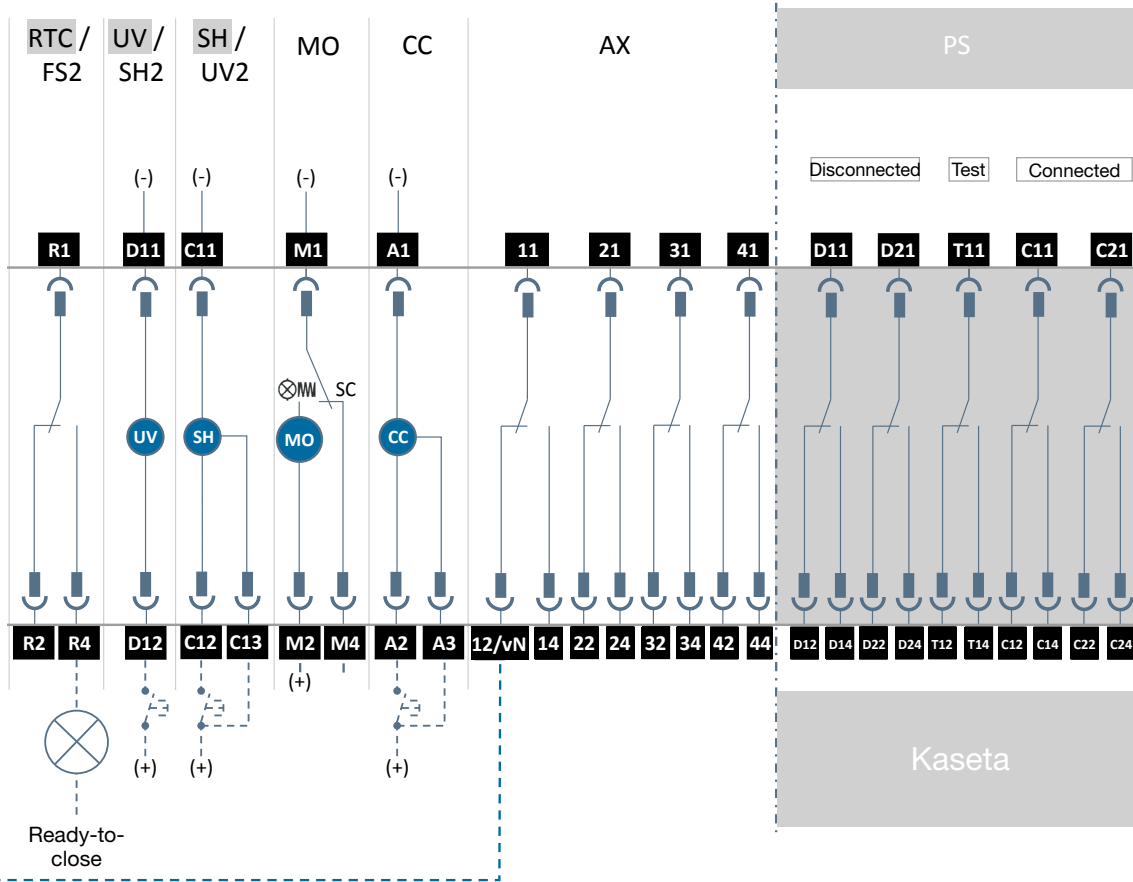 RTC / UV / SH / MO CC AX PS
FS2 SH2 UV2
Disconnected Test Connected
(-) (-) (-) (-)
R1 D11 C11 M1 A1 11 21 31 41 D11 D21 T11 C11 C21
SC
UV SH MO CC
R2 R4 D12 C12 C13 M2 M4 A2 A3 12/vN 14 22 24 32 34 42 44 D12 D14 D22 D24 T12 T14 C12 C14 C22 C24
(+)
Kaseta
(+) (+) (+)
Ready-to-
close